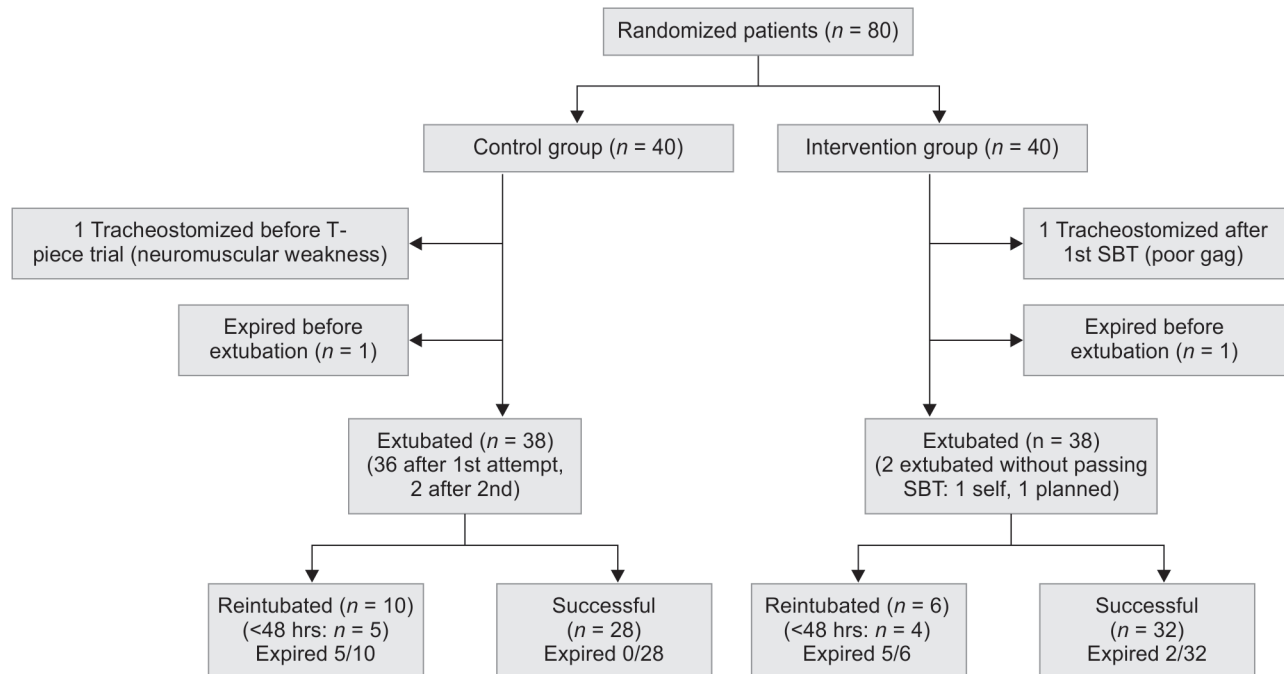 Randomized patients (n = 80)
Control group (n = 40)
Intervention group (n = 40)
1 Tracheostomized before T-
piece trial (neuromuscular weakness)
1 Tracheostomized after
1st SBT (poor gag)
Expired before
extubation (n = 1)
Expired before
extubation (n = 1)
Extubated (n = 38)
(36 after 1st attempt,
2 after 2nd)
Extubated (n = 38)
(2 extubated without passing
SBT: 1 self, 1 planned)
Reintubated (n = 10)
(<48 hrs: n = 5)
Expired 5/10
Successful
(n = 28)
Expired 0/28
Reintubated (n = 6)
(<48 hrs: n = 4)
Expired 5/6
Successful
(n = 32)
Expired 2/32